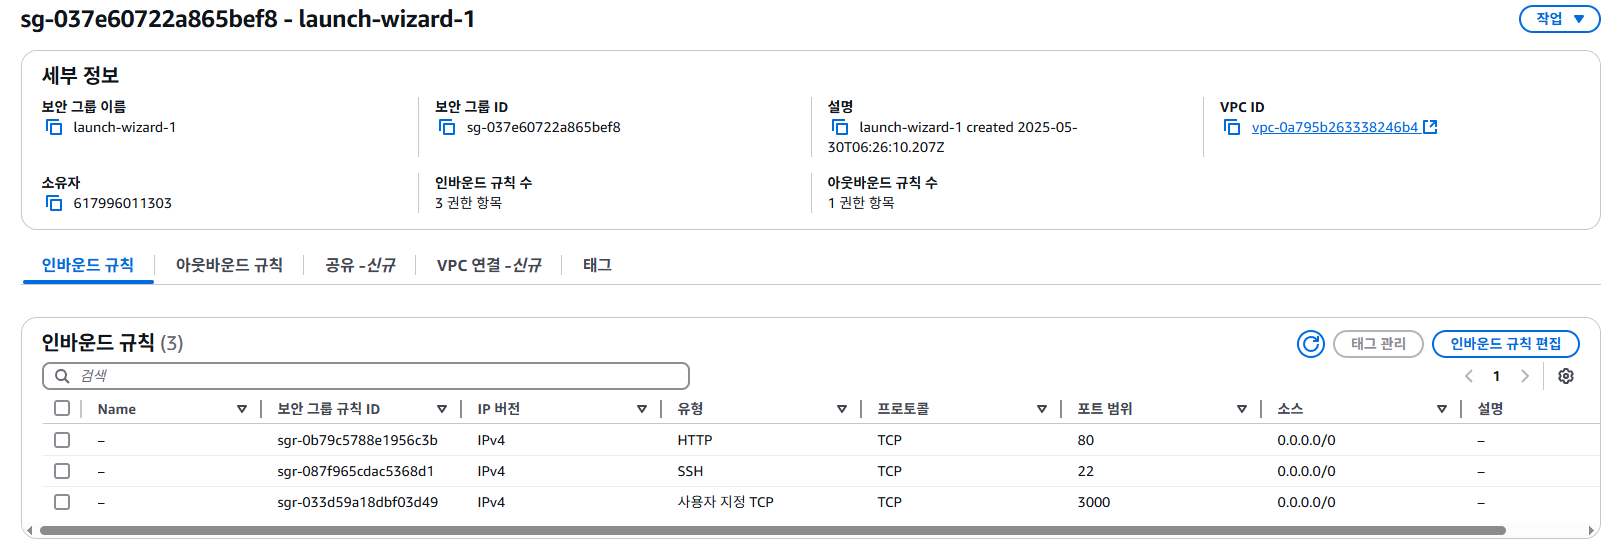 sg-037e60722a865bef8 - launch-wizard-1
작업
세부 정보
보안 그룹 이름
launch-wizard-1
보안 그룹 ID
sg-037e60722a865bef8
설명
launch-wizard-1 created 2025-05-
30T06:26:10.207Z
VPC ID
vpc-0a795b263338246b4
소유자
617996011303
인바운드 규칙 수
3 권한 항목
아웃바운드 규칙 수
1 권한 항목
인바운드 규칙 아웃바운드 규칙 공유 -신규 VPC 연결 -신규 태그
인바운드 규칙 (3)
태그 관리
인바운드 규칙 편집
검색
1
Name 보안 그룹 규칙 ID IP 버전 유형 프로토콜 포트 범위 소스 설명
– sgr-0b79c5788e1956c3b IPv4 HTTP TCP 80 0.0.0.0/0 –
– sgr-087f965cdac5368d1 IPv4 SSH TCP 22 0.0.0.0/0 –
– sgr-033d59a18dbf03d49 IPv4 사용자 지정 TCP TCP 3000 0.0.0.0/0 –